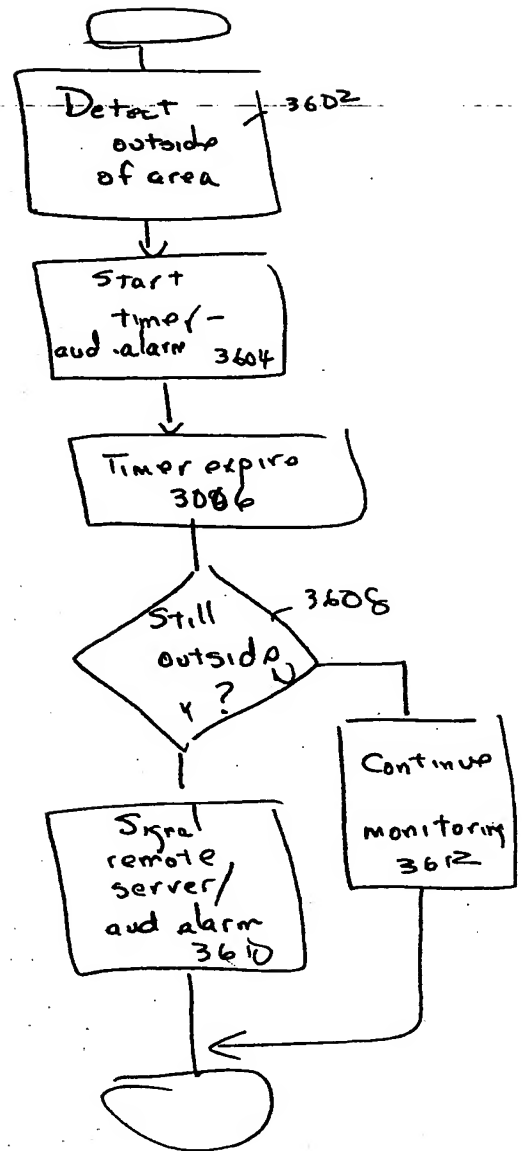 Detect
outside
of area
3602
Start
timer/-
aud. alarm 3604
Timer expire
3086
Still
outside
?
3608
Y
N
Continue
monitoring
3612
Signal
remote
server/
aud alarm
3610